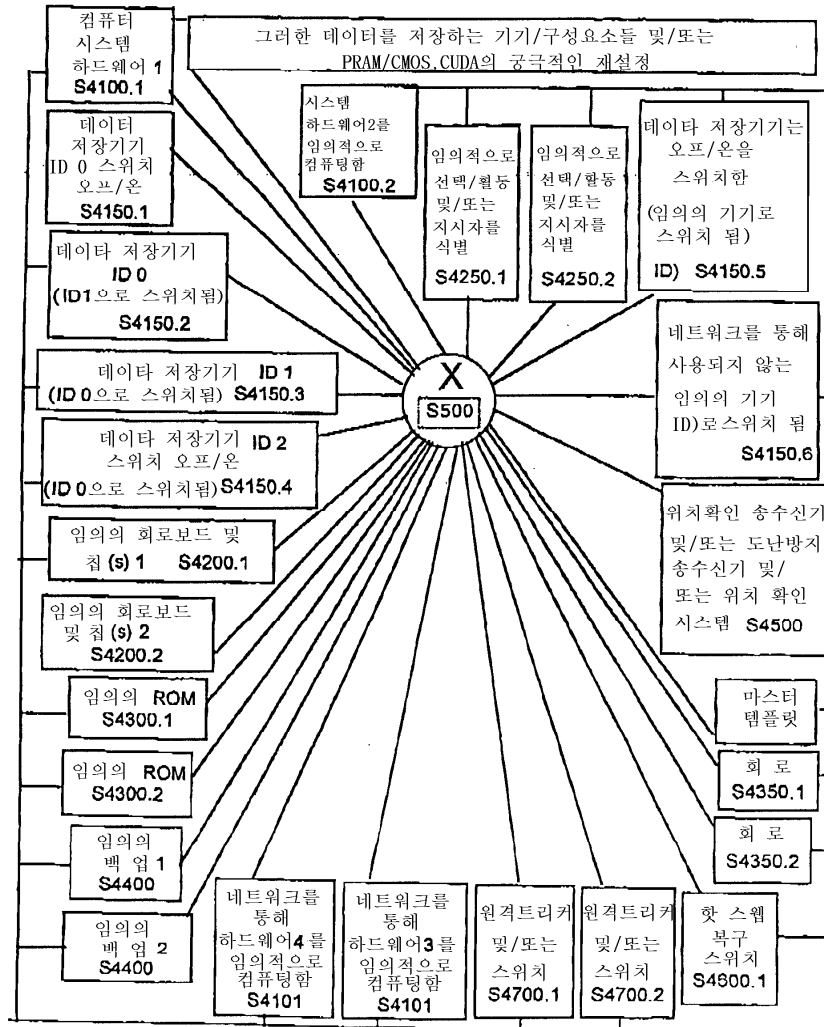 컴퓨터
시스템
하드웨어 1
S4100.1
그러한 데이터를 저장하는 기기/구성요소들 및/또는
PRAM/CMOS,CUDA의 궁극적인 재설정
데이터
저장기기
ID 0 스위치
오프/온
S4150.1
시스템
하드웨어2를
임의적으로
컴퓨팅함
S4100.2
임의적으로
선택/활동
및/또는
지시자를
식별
S4250.1
임의적으로
선택/활동
및/또는
지시자를
식별
S4250.2
데이타 저장기기는
오프/온을
스위치함
(임의의 기기로
스위치 됨)
ID) S4150.5
데이타 저장기기
ID 0
(ID1으로 스위치됨)
S4150.2
데이타 저장기기 ID 1
(ID 0으로 스위치됨) S4150.3
데이타 저장기기 ID 2
스위치 오프/온
(ID 0으로 스위치됨) S4150.4
X
S500
네트워크를 통해
사용되지 않는
임의의 기기
ID)로스위치 됨
S4150.6
위치확인 송수신기
및/또는 도난방지
송수신기 및/
또는 위치 확인
시스템 S4500
임의의 회로보드 및
칩(s) 1 S4200.1
임의의 회로보드
및 칩(s) 2
S4200.2
임의의 ROM
S4300.1
임의의 ROM
S4300.2
임의의
백 업 1
S4400
임의의
백 업 2
S4400
네트워크를
통해
하드웨어4를
임의적으로
컴퓨팅함
S4101
네트워크를
통해
하드웨어3를
임의적으로
컴퓨팅함
S4101
원격트리커
및/또는
스위치
S4700.1
원격트리커
및/또는
스위치
S4700.2
핫 스웹
복구
스위치
S4600.1
마스터
템플릿
회 로
S4350.1
회 로
S4350.2